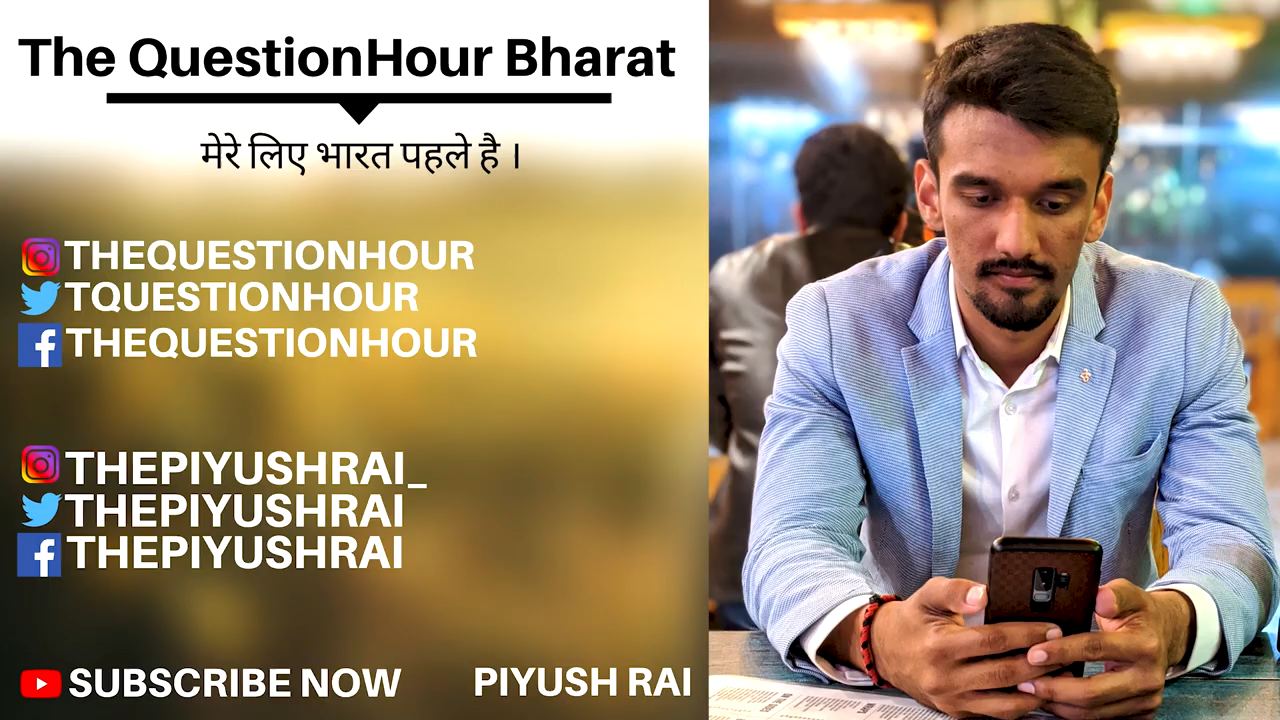 The QuestionHour Bharat
मेरे लिए भारत पहले है ।
THEQUESTIONHOUR
TQUESTIONHOUR
THEQUESTIONHOUR
THEPIYUSHRAI_
THEPIYUSHRAI
THEPIYUSHRAI
SUBSCRIBE NOW
PIYUSH RAI